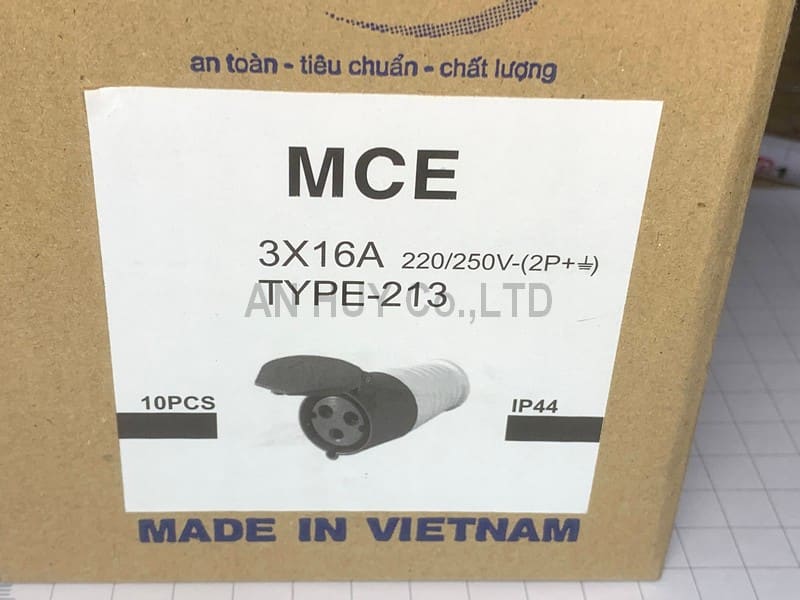 an toàn - tiêu chuẩn - chất lượng
MCE
3X16A 220/250V-(2P+⏚)
TYPE-213
AN HUY Co.,LTD
10PCS
IP44
MADE IN VIETNAM